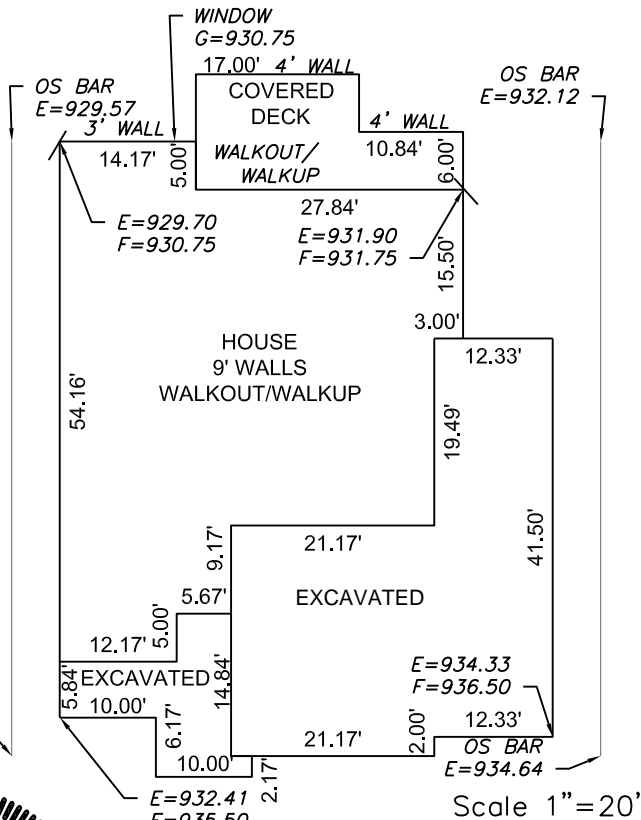 WINDOW
G=930.75
17.00' 4' WALL
OS BAR
E=929.57
OS BAR
E=932.12
COVERED
DECK
3' WALL
4' WALL
14.17'
5.00'
WALKOUT/
WALKUP
10.84'
6.00'
27.84'
E=929.70
F=930.75
E=931.90
F=931.75
15.50'
3.00'
12.33'
HOUSE
9' WALLS
WALKOUT/WALKUP
54.16'
19.49'
41.50'
9.17'
21.17'
5.67'
EXCAVATED
5.00'
12.17'
14.84'
5.84'
EXCAVATED
E=934.33
F=936.50
10.00'
6.17'
21.17'
2.00'
12.33'
OS BAR
E=934.64
10.00'
2.17'
E=932.41
F=935.50
Scale 1"=20'